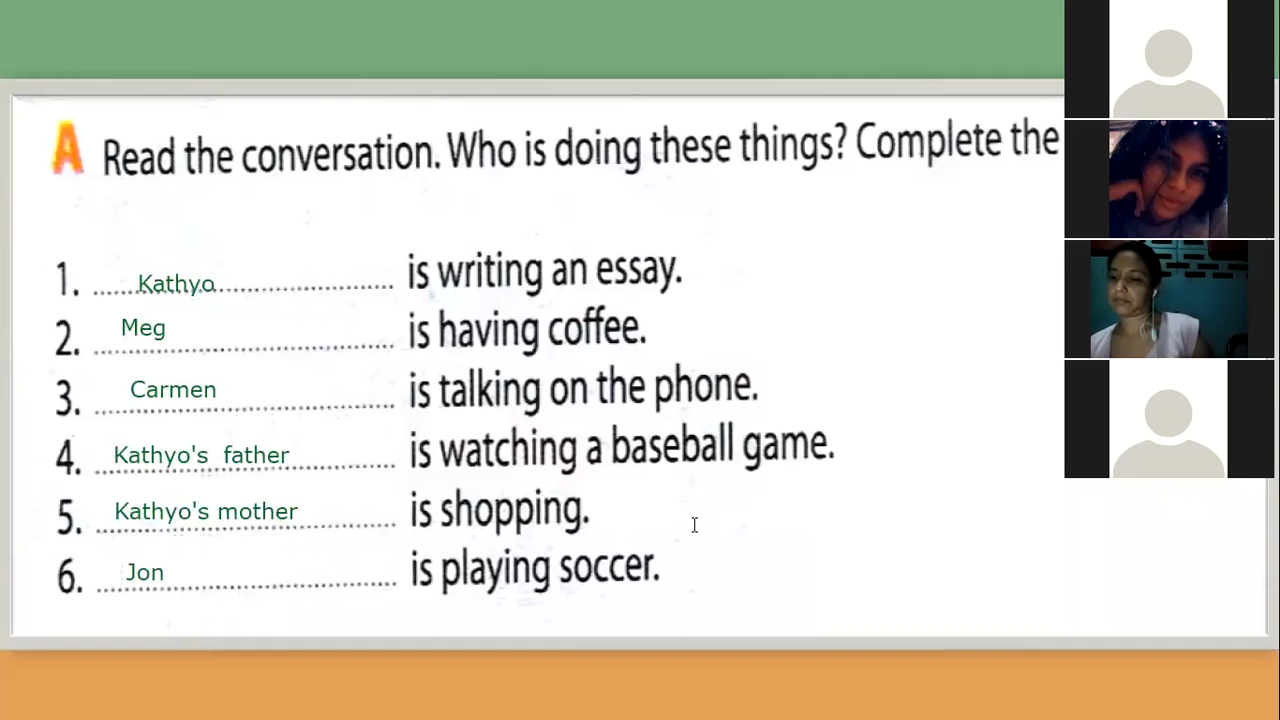 A Read the conversation. Who is doing these things? Complete the
1. Kathyo is writing an essay.
2. Meg is having coffee.
3. Carmen is talking on the phone.
4. Kathyo's father is watching a baseball game.
5. Kathyo's mother is shopping.
6. Jon is playing soccer.